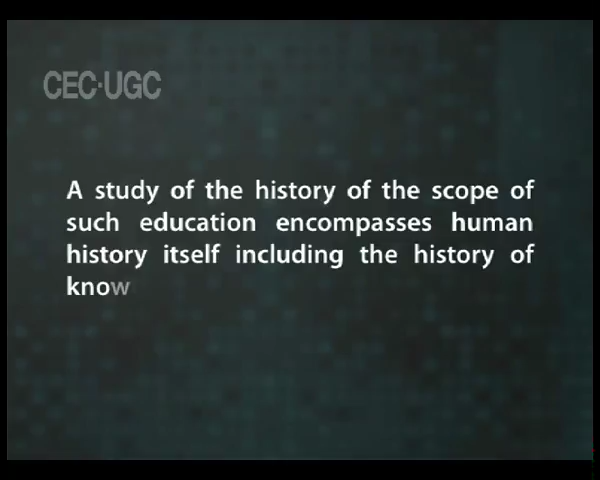 CEC-UGC
A study of the history of the scope of
such education encompasses human
history itself including the history of
know